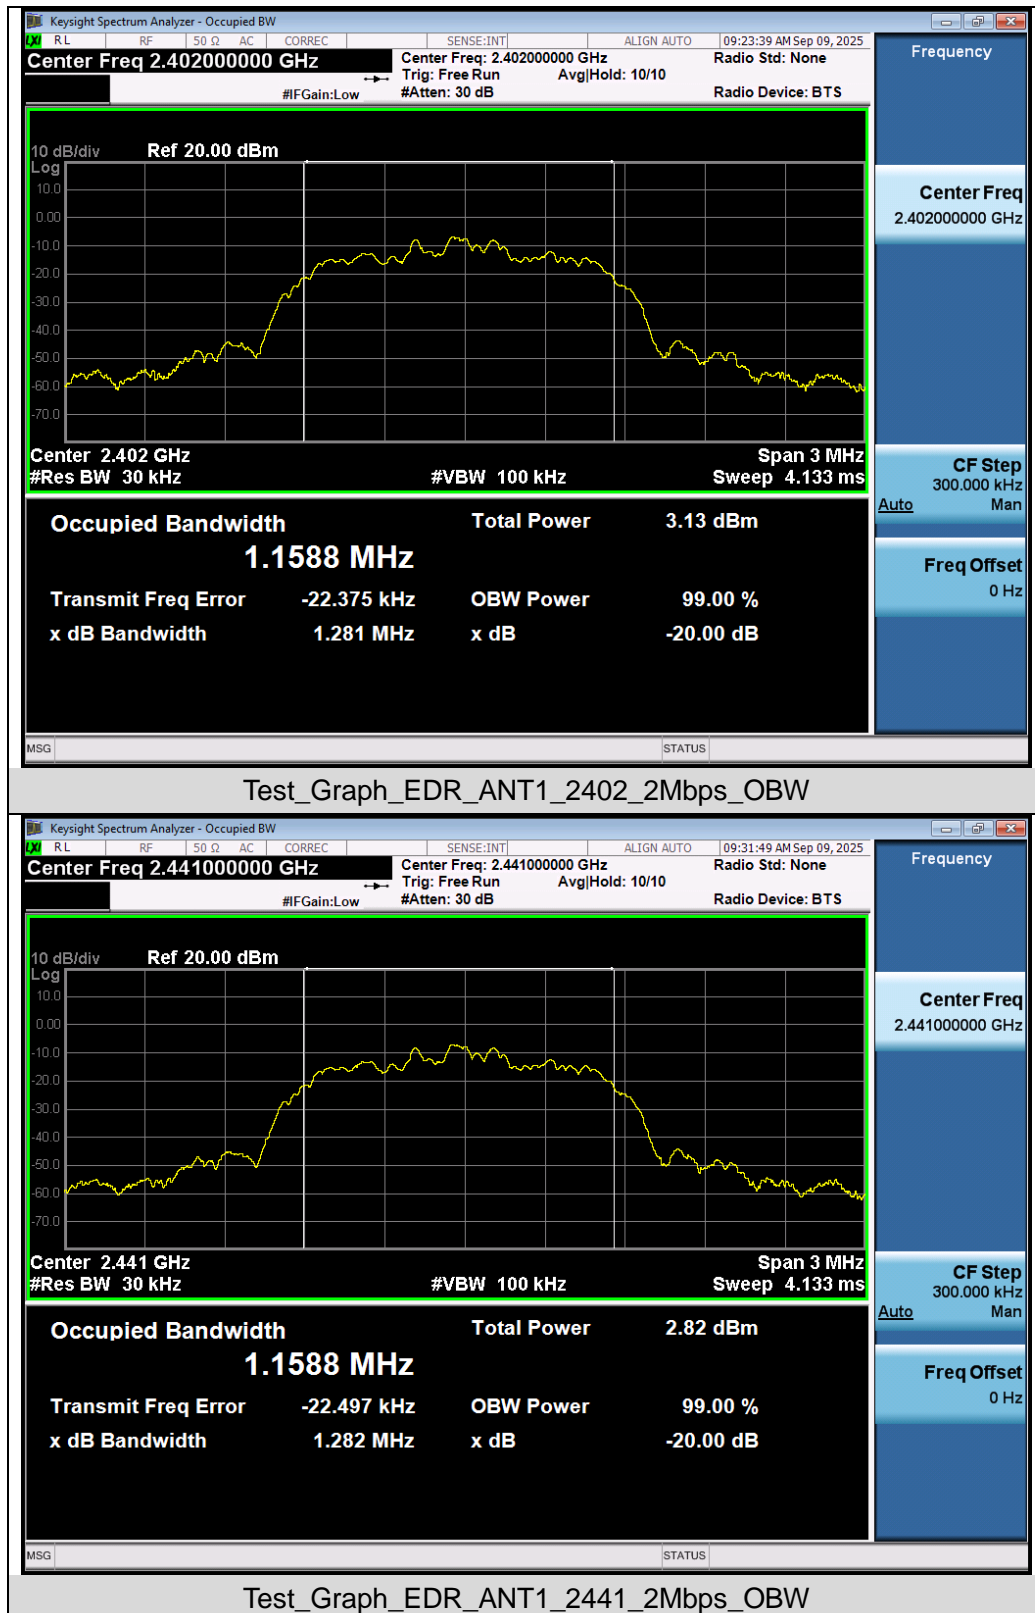 Keysight Spectrum Analyzer - Occupied BW
LXI RL RF 50 Ω AC CORREC SENSE:INT ALIGN AUTO 09:23:39 AM Sep 09, 2025
Center Freq 2.402000000 GHz Center Freq: 2.402000000 GHz Radio Std: None
Trig: Free Run Avg|Hold: 10/10
#IFGain:Low #Atten: 30 dB Radio Device: BTS
Frequency
10 dB/div Ref 20.00 dBm
Log
10.0
0.00
-10.0
-20.0
-30.0
-40.0
-50.0
-60.0
-70.0
Center 2.402 GHz Span 3 MHz
#Res BW 30 kHz #VBW 100 kHz Sweep 4.133 ms
Center Freq
2.402000000 GHz
CF Step
300.000 kHz
Auto Man
Freq Offset
0 Hz
Occupied Bandwidth Total Power 3.13 dBm
1.1588 MHz
Transmit Freq Error -22.375 kHz OBW Power 99.00 %
x dB Bandwidth 1.281 MHz x dB -20.00 dB
MSG STATUS
Test_Graph_EDR_ANT1_2402_2Mbps_OBW
Keysight Spectrum Analyzer - Occupied BW
LXI RL RF 50 Ω AC CORREC SENSE:INT ALIGN AUTO 09:31:49 AM Sep 09, 2025
Center Freq 2.441000000 GHz Center Freq: 2.441000000 GHz Radio Std: None
Trig: Free Run Avg|Hold: 10/10
#IFGain:Low #Atten: 30 dB Radio Device: BTS
Frequency
10 dB/div Ref 20.00 dBm
Log
10.0
0.00
-10.0
-20.0
-30.0
-40.0
-50.0
-60.0
-70.0
Center 2.441 GHz Span 3 MHz
#Res BW 30 kHz #VBW 100 kHz Sweep 4.133 ms
Center Freq
2.441000000 GHz
CF Step
300.000 kHz
Auto Man
Freq Offset
0 Hz
Occupied Bandwidth Total Power 2.82 dBm
1.1588 MHz
Transmit Freq Error -22.497 kHz OBW Power 99.00 %
x dB Bandwidth 1.282 MHz x dB -20.00 dB
MSG STATUS
Test_Graph_EDR_ANT1_2441_2Mbps_OBW